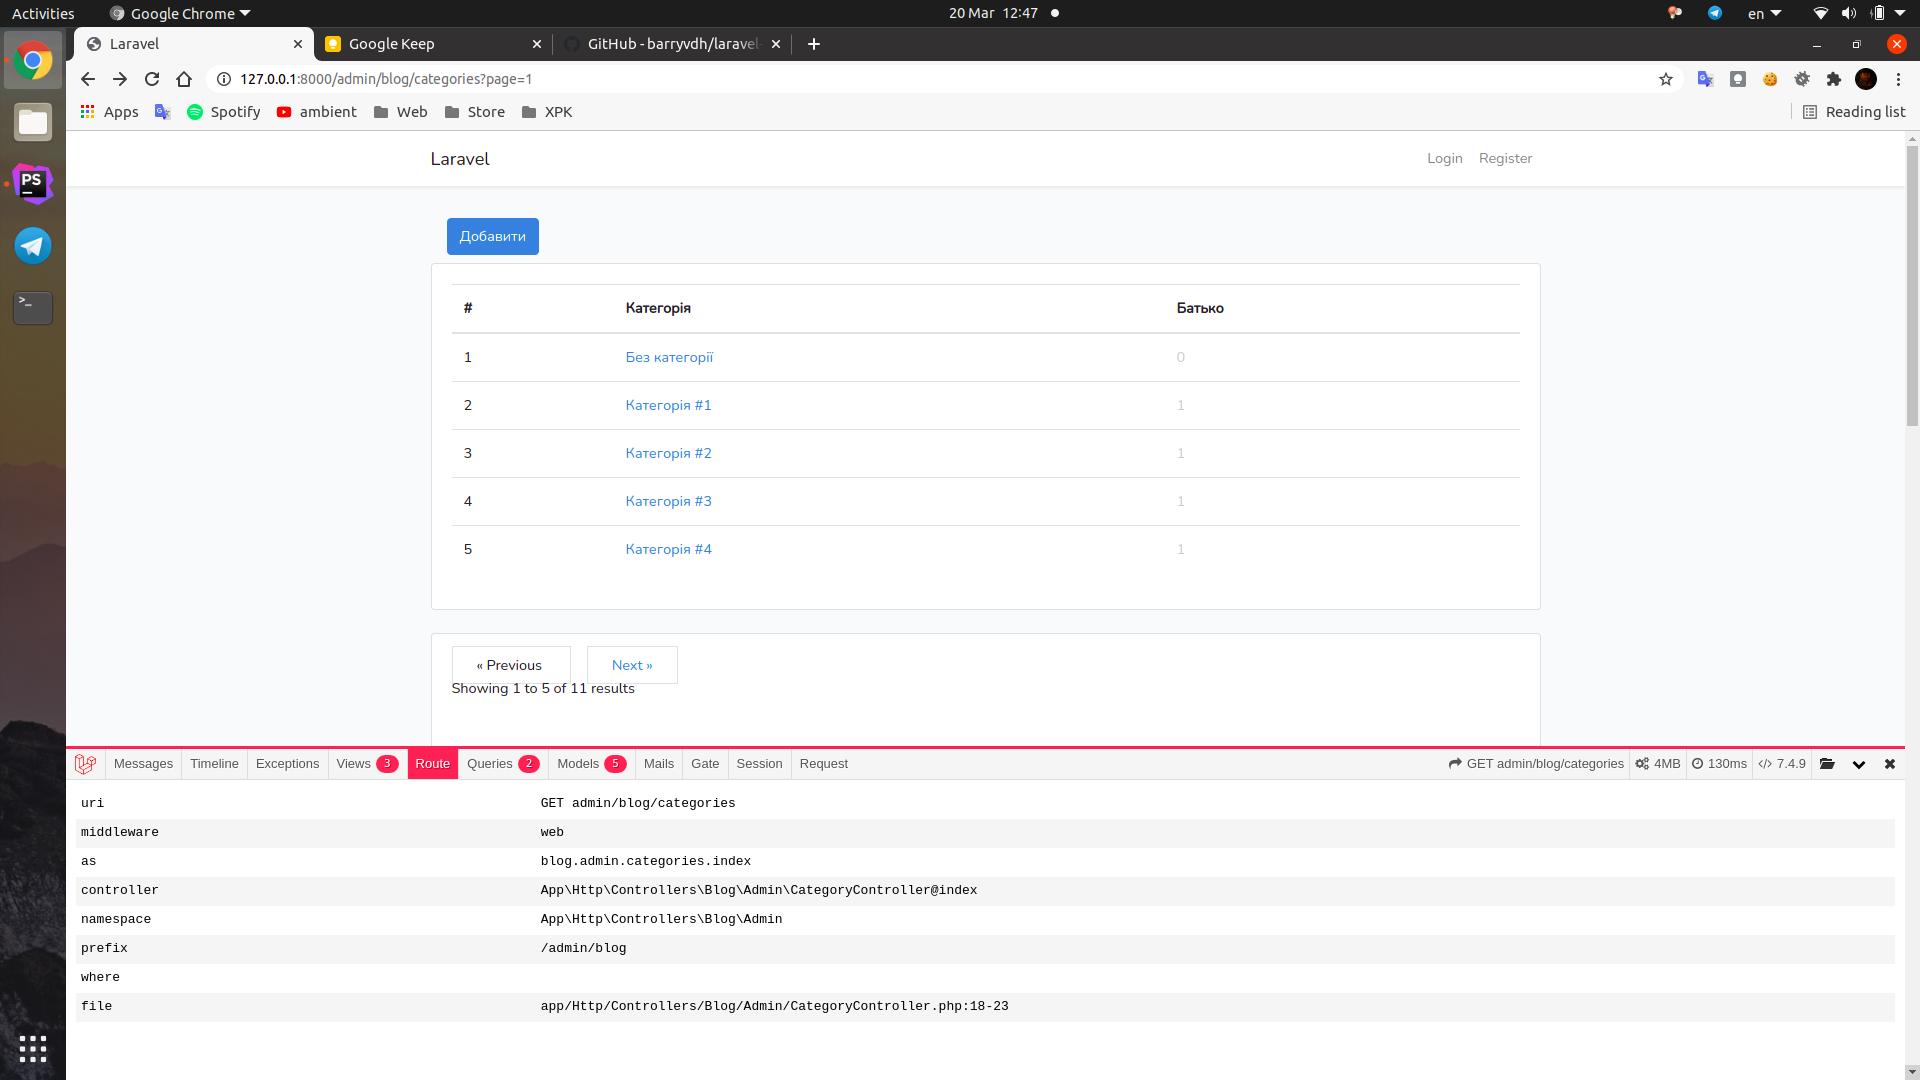 Activities
Google Chrome
20 Mar 12:47
en
Laravel
Google Keep
GitHub - barryvdh/laravel-
127.0.0.1:8000/admin/blog/categories?page=1
Apps
Spotify
ambient
Web
Store
XPK
Reading list
PS
>_
Laravel
Login
Register
Добавити
# Категорія Батько
1 Без категорії 0
2 Категорія #1 1
3 Категорія #2 1
4 Категорія #3 1
5 Категорія #4 1
« Previous
Next »
Showing 1 to 5 of 11 results
Messages
Timeline
Exceptions
Views 3
Route
Queries 2
Models 5
Mails
Gate
Session
Request
GET admin/blog/categories
4MB
130ms
</> 7.4.9
uri GET admin/blog/categories
middleware web
as blog.admin.categories.index
controller App\Http\Controllers\Blog\Admin\CategoryController@index
namespace App\Http\Controllers\Blog\Admin
prefix /admin/blog
where
file app/Http/Controllers/Blog/Admin/CategoryController.php:18-23